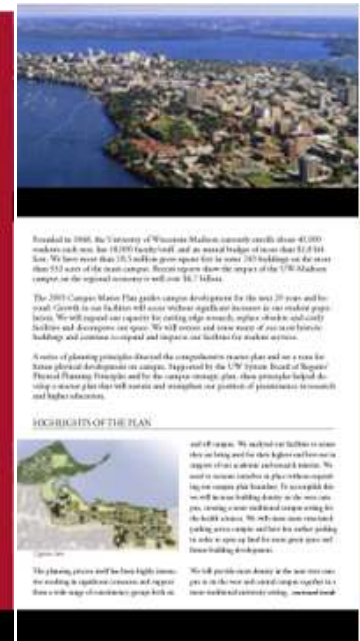 Founded in 1848, the University of Wisconsin-Madison currently enrolls about 41,000
students each year, has 18,000 faculty/staff, and an annual budget of more than
We have more than 18.5 million gross square feet in some buildings on the more
than acres of the main campus. Recent reports show the impact of the UW-Madison
campus on the regional economy is well over billion.
The 2005 Campus Master Plan guides campus development for the next 20 years and be-
yond. Growth in our facilities will occur without significant increases in our student popu-
lation. We will expand our capacity for cutting edge research, replace obsolete and costly
facilities and decompress our space. We will restore and renew many of our most historic
buildings and continue to expand and improve our facilities for student services.
A series of planning principles directed the comprehensive master plan and set a tone for
future physical development on campus. Supported by the UW System Board of Regents'
Physical Planning Principles and by the campus strategic plan, these principles helped de-
velop a master plan that will sustain and strengthen our position of preeminence in research
and higher education.
HIGHLIGHTS OF THE PLAN
The planning process itself has been highly interac-
tive resulting in significant consensus and support
from a wide range of constituency groups both on
and off campus. We analyzed our facilities to ensure
they are being used for their highest and best use in
support of our academic and research mission. We
need to increase densities in place without expand-
ing our campus plan boundary. To accomplish this
we will increase building density on the west cam-
pus, creating a more traditional campus setting for
the health sciences. We will create more structured
parking across campus and have less surface parking
in order to open up land for more green space and
future building development.
We will provide more density in the near west cam-
pus to tie the west and central campus together in a
more traditional university setting.